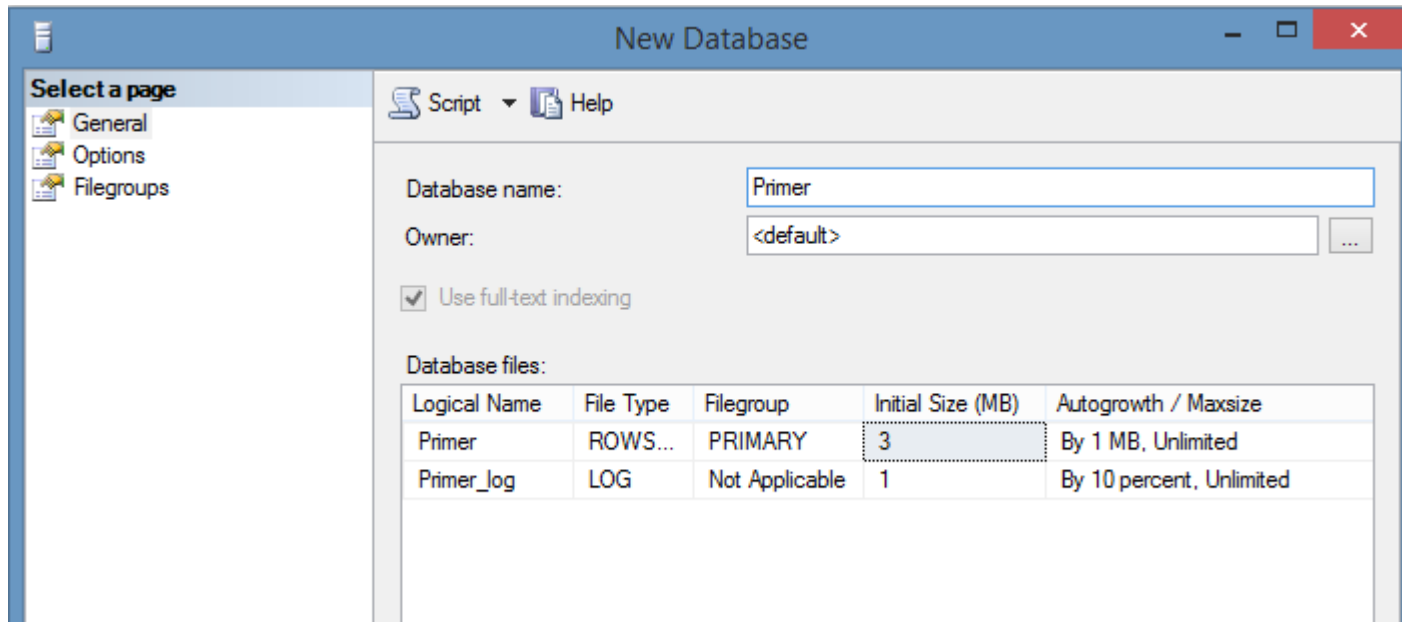 New Database
Select a page
General
Options
Filegroups
Script Help
Database name: Primer
Owner: <default> ...
Use full-text indexing
Database files:
Logical Name File Type Filegroup Initial Size (MB) Autogrowth / Maxsize
Primer ROWS... PRIMARY 3 By 1 MB, Unlimited
Primer_log LOG Not Applicable 1 By 10 percent, Unlimited